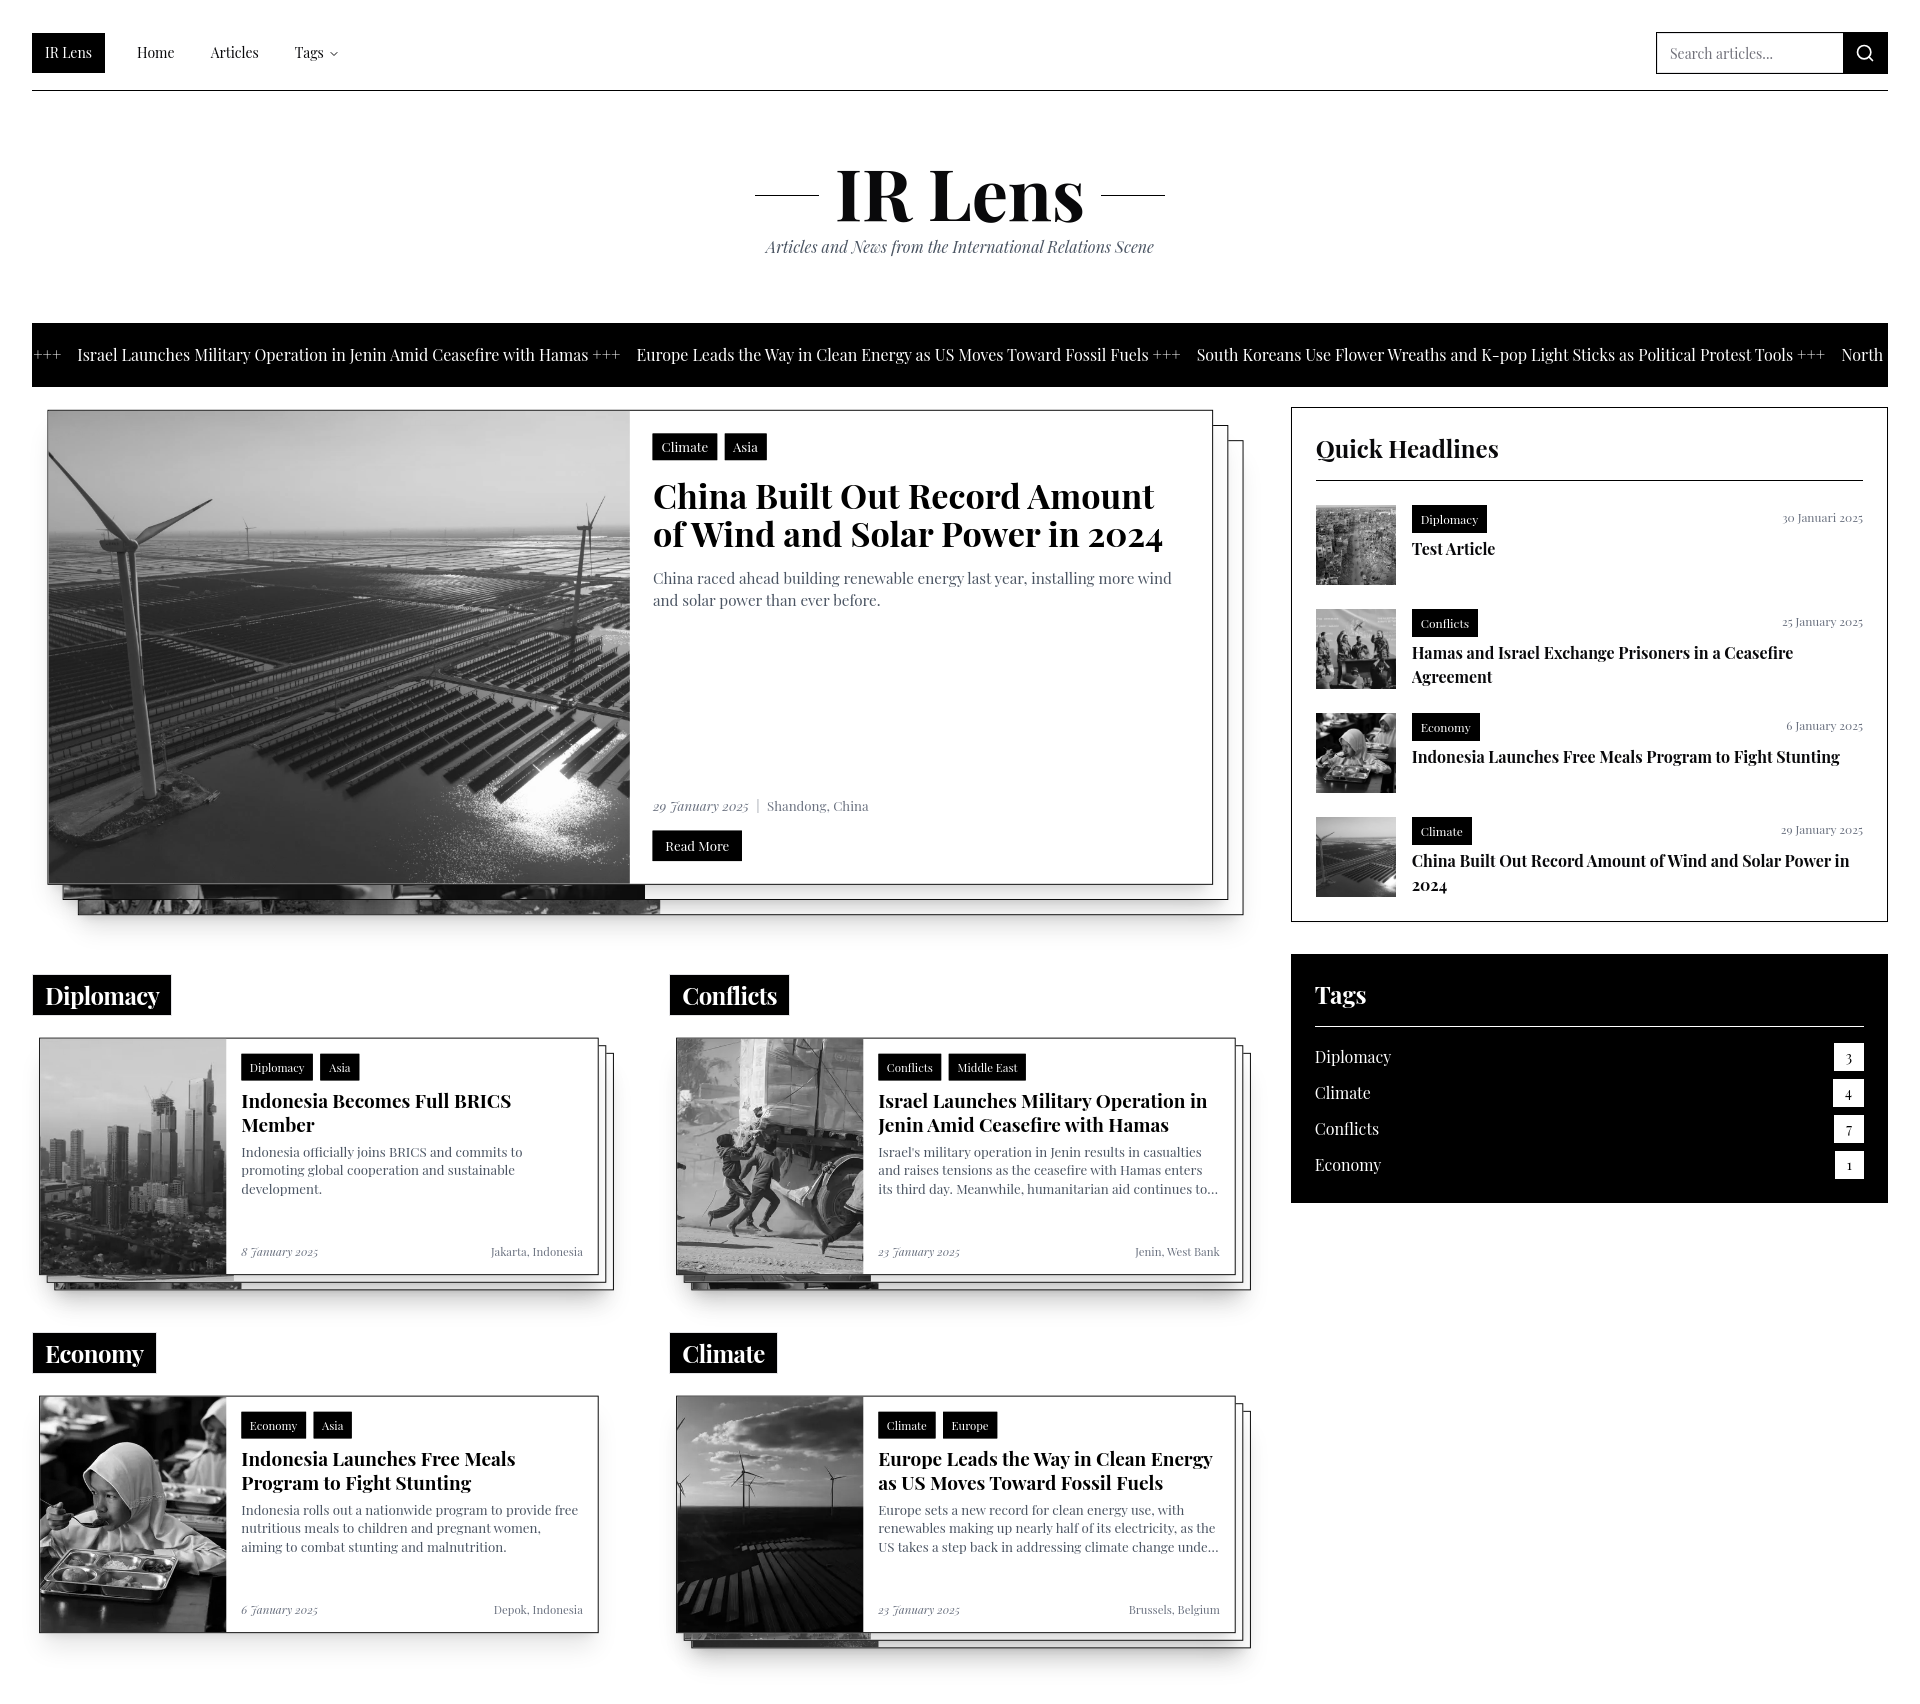 IR Lens
Home
Articles
Tags
Search articles...
IR Lens
Articles and News from the International Relations Scene
+++ Israel Launches Military Operation in Jenin Amid Ceasefire with Hamas +++ Europe Leads the Way in Clean Energy as US Moves Toward Fossil Fuels +++ South Koreans Use Flower Wreaths and K-pop Light Sticks as Political Protest Tools +++ North
Climate
Asia
China Built Out Record Amount
of Wind and Solar Power in 2024
China raced ahead building renewable energy last year, installing more wind
and solar power than ever before.
29 January 2025 | Shandong, China
Read More
Quick Headlines
Diplomacy
30 Januari 2025
Test Article
Conflicts
25 January 2025
Hamas and Israel Exchange Prisoners in a Ceasefire
Agreement
Economy
6 January 2025
Indonesia Launches Free Meals Program to Fight Stunting
Climate
29 January 2025
China Built Out Record Amount of Wind and Solar Power in
2024
Tags
Diplomacy 3
Climate 4
Conflicts 7
Economy 1
Diplomacy
Diplomacy
Asia
Indonesia Becomes Full BRICS
Member
Indonesia officially joins BRICS and commits to
promoting global cooperation and sustainable
development.
8 January 2025
Jakarta, Indonesia
Conflicts
Conflicts
Middle East
Israel Launches Military Operation in
Jenin Amid Ceasefire with Hamas
Israel's military operation in Jenin results in casualties
and raises tensions as the ceasefire with Hamas enters
its third day. Meanwhile, humanitarian aid continues to...
23 January 2025
Jenin, West Bank
Economy
Economy
Asia
Indonesia Launches Free Meals
Program to Fight Stunting
Indonesia rolls out a nationwide program to provide free
nutritious meals to children and pregnant women,
aiming to combat stunting and malnutrition.
6 January 2025
Depok, Indonesia
Climate
Climate
Europe
Europe Leads the Way in Clean Energy
as US Moves Toward Fossil Fuels
Europe sets a new record for clean energy use, with
renewables making up nearly half of its electricity, as the
US takes a step back in addressing climate change unde...
23 January 2025
Brussels, Belgium